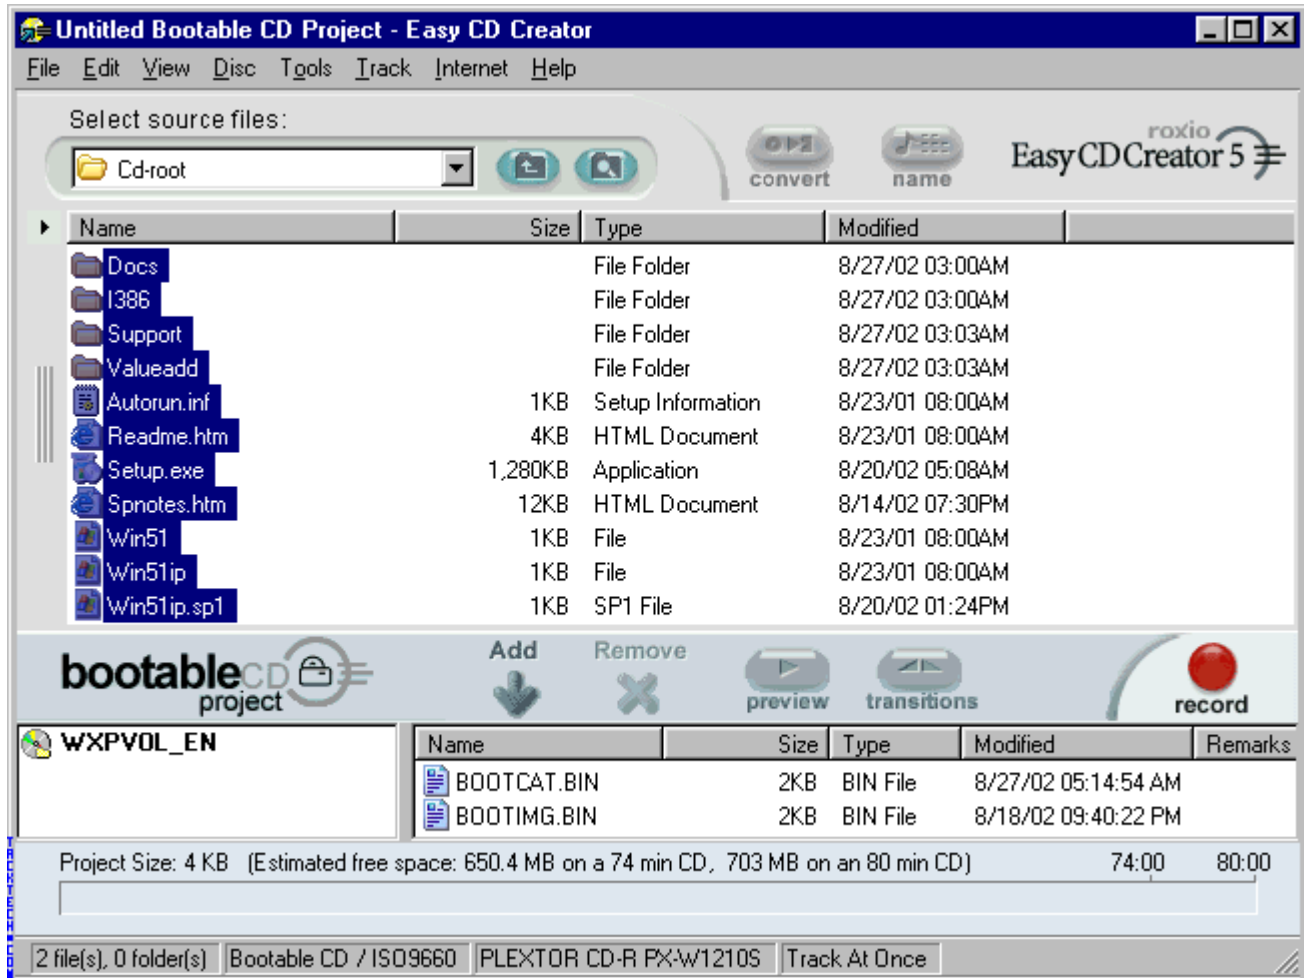 Untitled Bootable CD Project - Easy CD Creator
File Edit View Disc Tools Track Internet Help
Select source files:
Cd-root
convert
name
roxio
Easy CD Creator 5
Name Size Type Modified
Docs File Folder 8/27/02 03:00AM
I386 File Folder 8/27/02 03:00AM
Support File Folder 8/27/02 03:03AM
Valueadd File Folder 8/27/02 03:03AM
Autorun.inf 1KB Setup Information 8/23/01 08:00AM
Readme.htm 4KB HTML Document 8/23/01 08:00AM
Setup.exe 1,280KB Application 8/20/02 05:08AM
Spnotes.htm 12KB HTML Document 8/14/02 07:30PM
Win51 1KB File 8/23/01 08:00AM
Win51ip 1KB File 8/23/01 08:00AM
Win51ip.sp1 1KB SP1 File 8/20/02 01:24PM
bootableCD
project
Add
Remove
preview
transitions
record
WXPVOL_EN
Name Size Type Modified Remarks
BOOTCAT.BIN 2KB BIN File 8/27/02 05:14:54 AM
BOOTIMG.BIN 2KB BIN File 8/18/02 09:40:22 PM
Project Size: 4 KB (Estimated free space: 650.4 MB on a 74 min CD, 703 MB on an 80 min CD) 74:00 80:00
2 file(s), 0 folder(s) Bootable CD / ISO9660 PLEXTOR CD-R PX-W1210S Track At Once